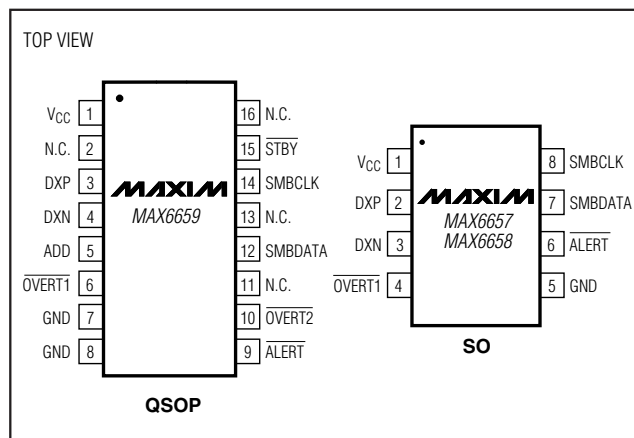 TOP VIEW
VCC 1
N.C. 2
DXP 3
DXN 4
ADD 5
OVERT1 6
GND 7
GND 8
MAXIM
MAX6659
16 N.C.
15 STBY
14 SMBCLK
13 N.C.
12 SMBDATA
11 N.C.
10 OVERT2
9 ALERT
QSOP
VCC 1
DXP 2
DXN 3
OVERT1 4
MAXIM
MAX6657
MAX6658
8 SMBCLK
7 SMBDATA
6 ALERT
5 GND
SO